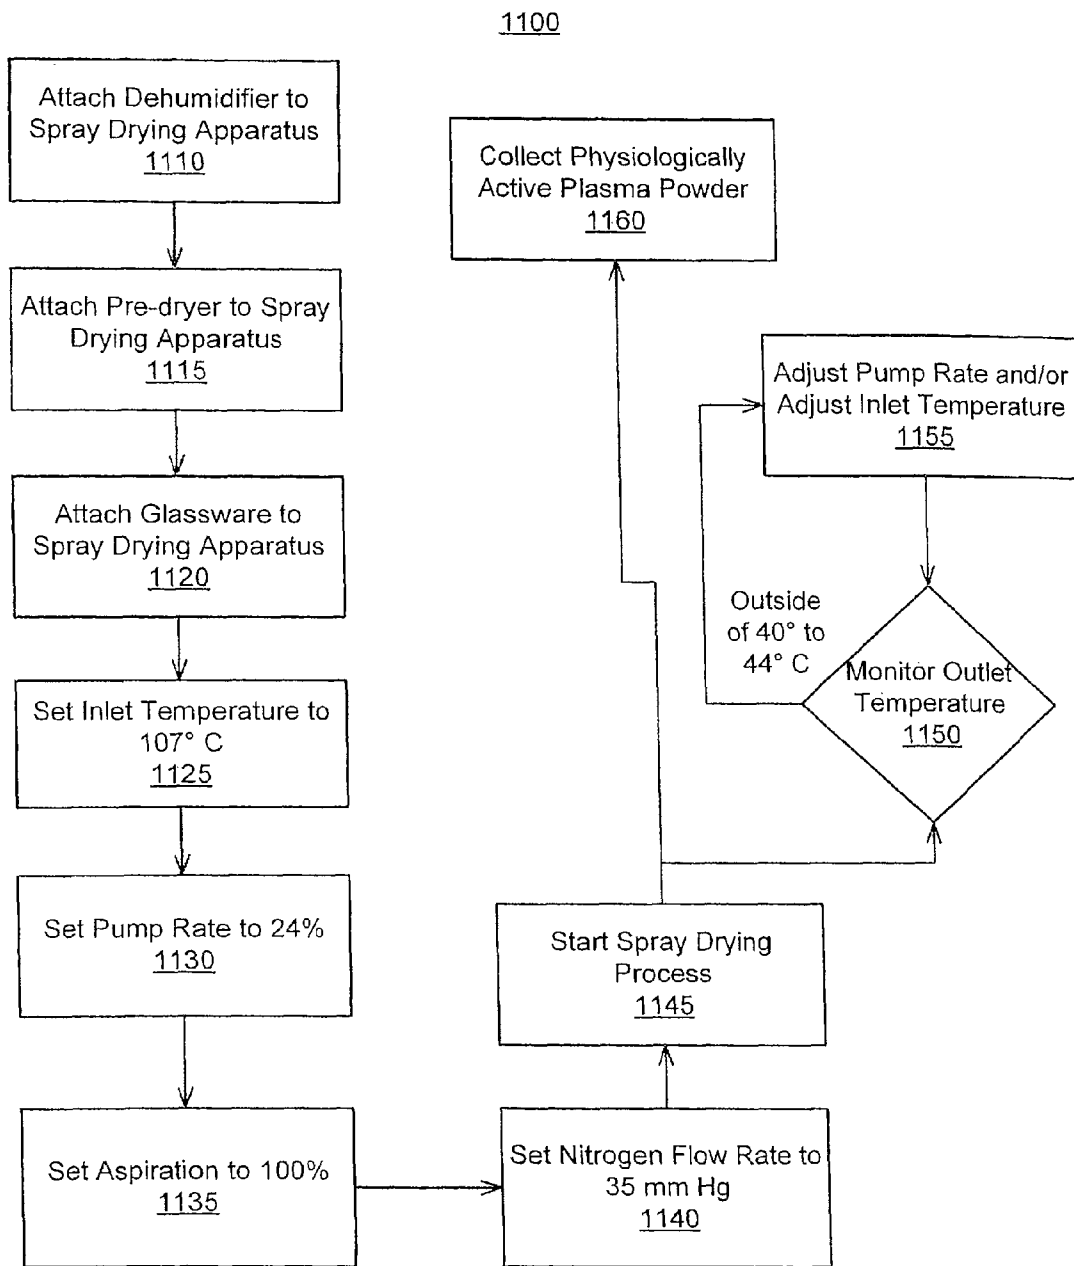 1100
Attach Dehumidifier to
Spray Drying Apparatus
1110
Attach Pre-dryer to Spray
Drying Apparatus
1115
Attach Glassware to
Spray Drying Apparatus
1120
Set Inlet Temperature to
107° C
1125
Set Pump Rate to 24%
1130
Set Aspiration to 100%
1135
Set Nitrogen Flow Rate to
35 mm Hg
1140
Start Spray Drying
Process
1145
Monitor Outlet
Temperature
1150
Outside
of 40° to
44° C
Adjust Pump Rate and/or
Adjust Inlet Temperature
1155
Collect Physiologically
Active Plasma Powder
1160